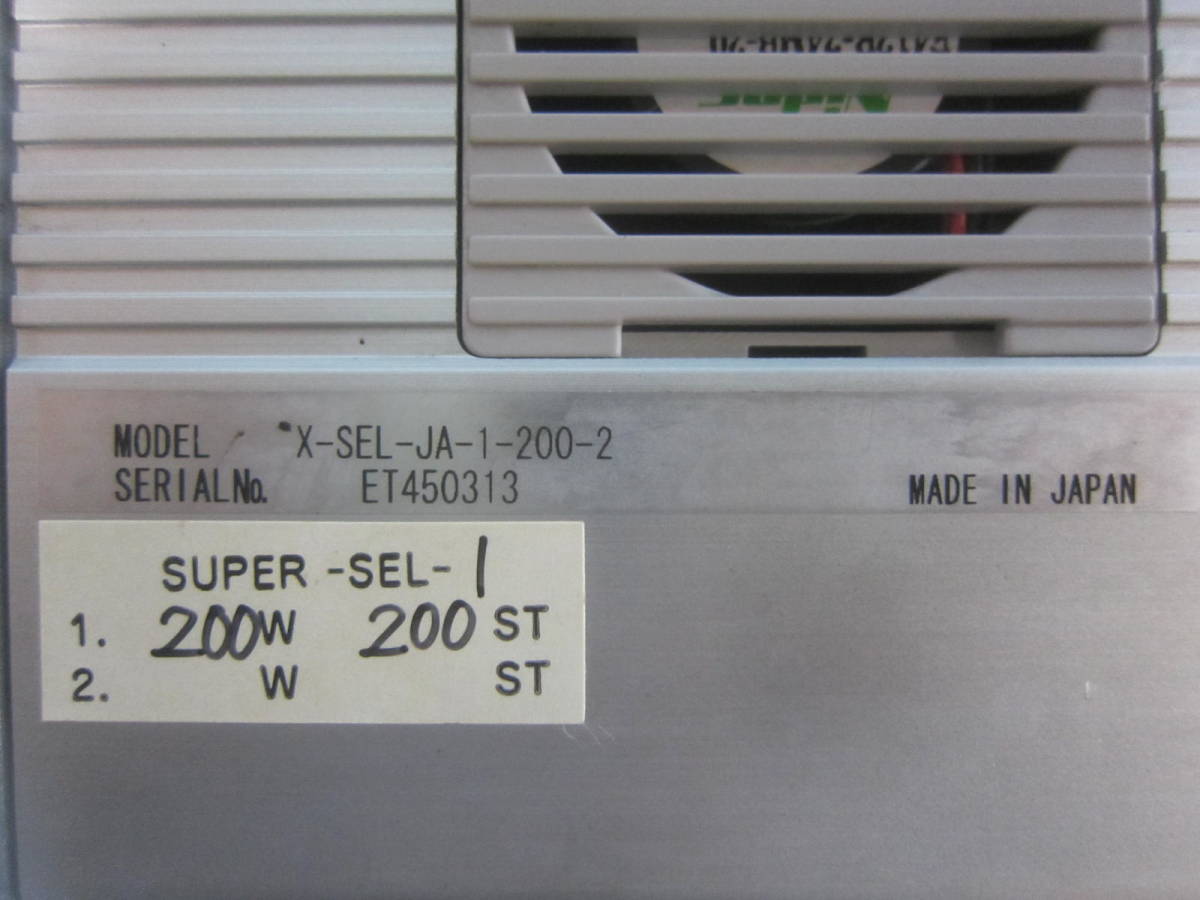 MODEL X-SEL-JA-1-200-2
SERIALNo. ET450313
MADE IN JAPAN
SUPER -SEL-1
1. 200W 200 ST
2. W ST